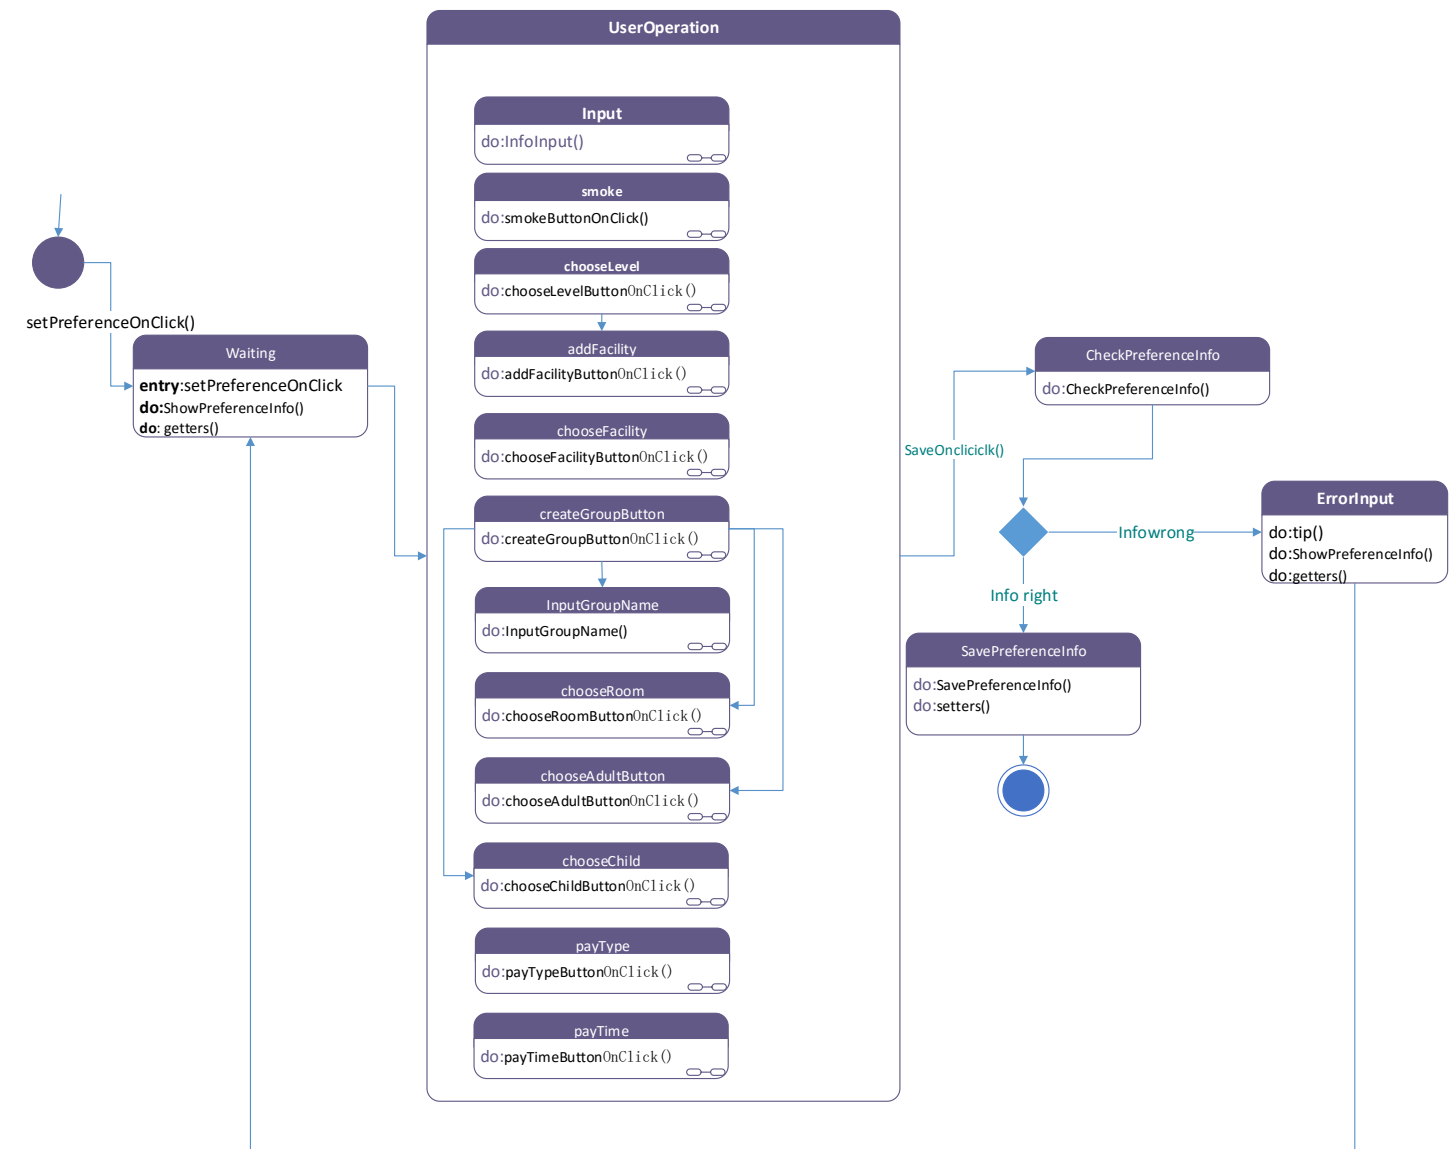 UserOperation
Input
do:InfoInput()
smoke
do:smokeButtonOnClick()
chooseLevel
do:chooseLevelButtonOnClick()
addFacility
do:addFacilityButtonOnClick()
chooseFacility
do:chooseFacilityButtonOnClick()
createGroupButton
do:createGroupButtonOnClick()
InputGroupName
do:InputGroupName()
chooseRoom
do:chooseRoomButtonOnClick()
chooseAdultButton
do:chooseAdultButtonOnClick()
chooseChild
do:chooseChildButtonOnClick()
payType
do:payTypeButtonOnClick()
payTime
do:payTimeButtonOnClick()
setPreferenceOnClick()
Waiting
entry:setPreferenceOnClick
do:ShowPreferenceInfo()
do: getters()
SaveOncliciclk()
CheckPreferenceInfo
do:CheckPreferenceInfo()
Infowrong
ErrorInput
do:tip()
do:ShowPreferenceInfo()
do:getters()
Info right
SavePreferenceInfo
do:SavePreferenceInfo()
do:setters()